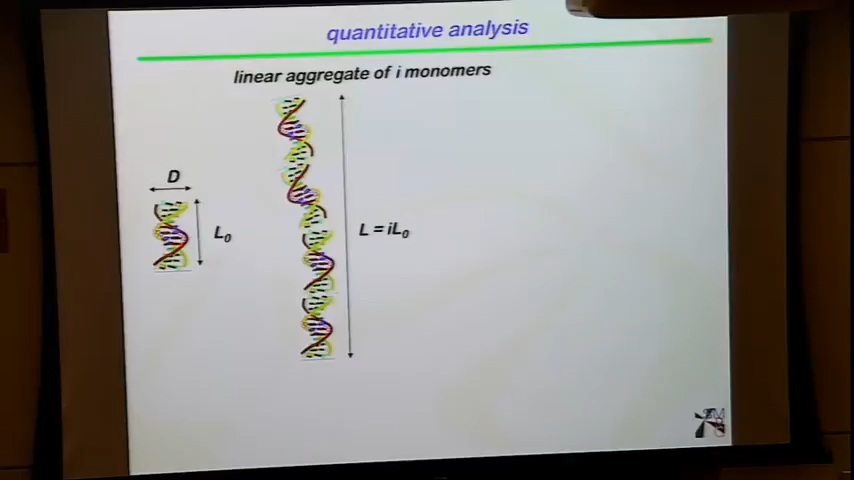 quantitative analysis
linear aggregate of i monomers
D
L0
L = iL0